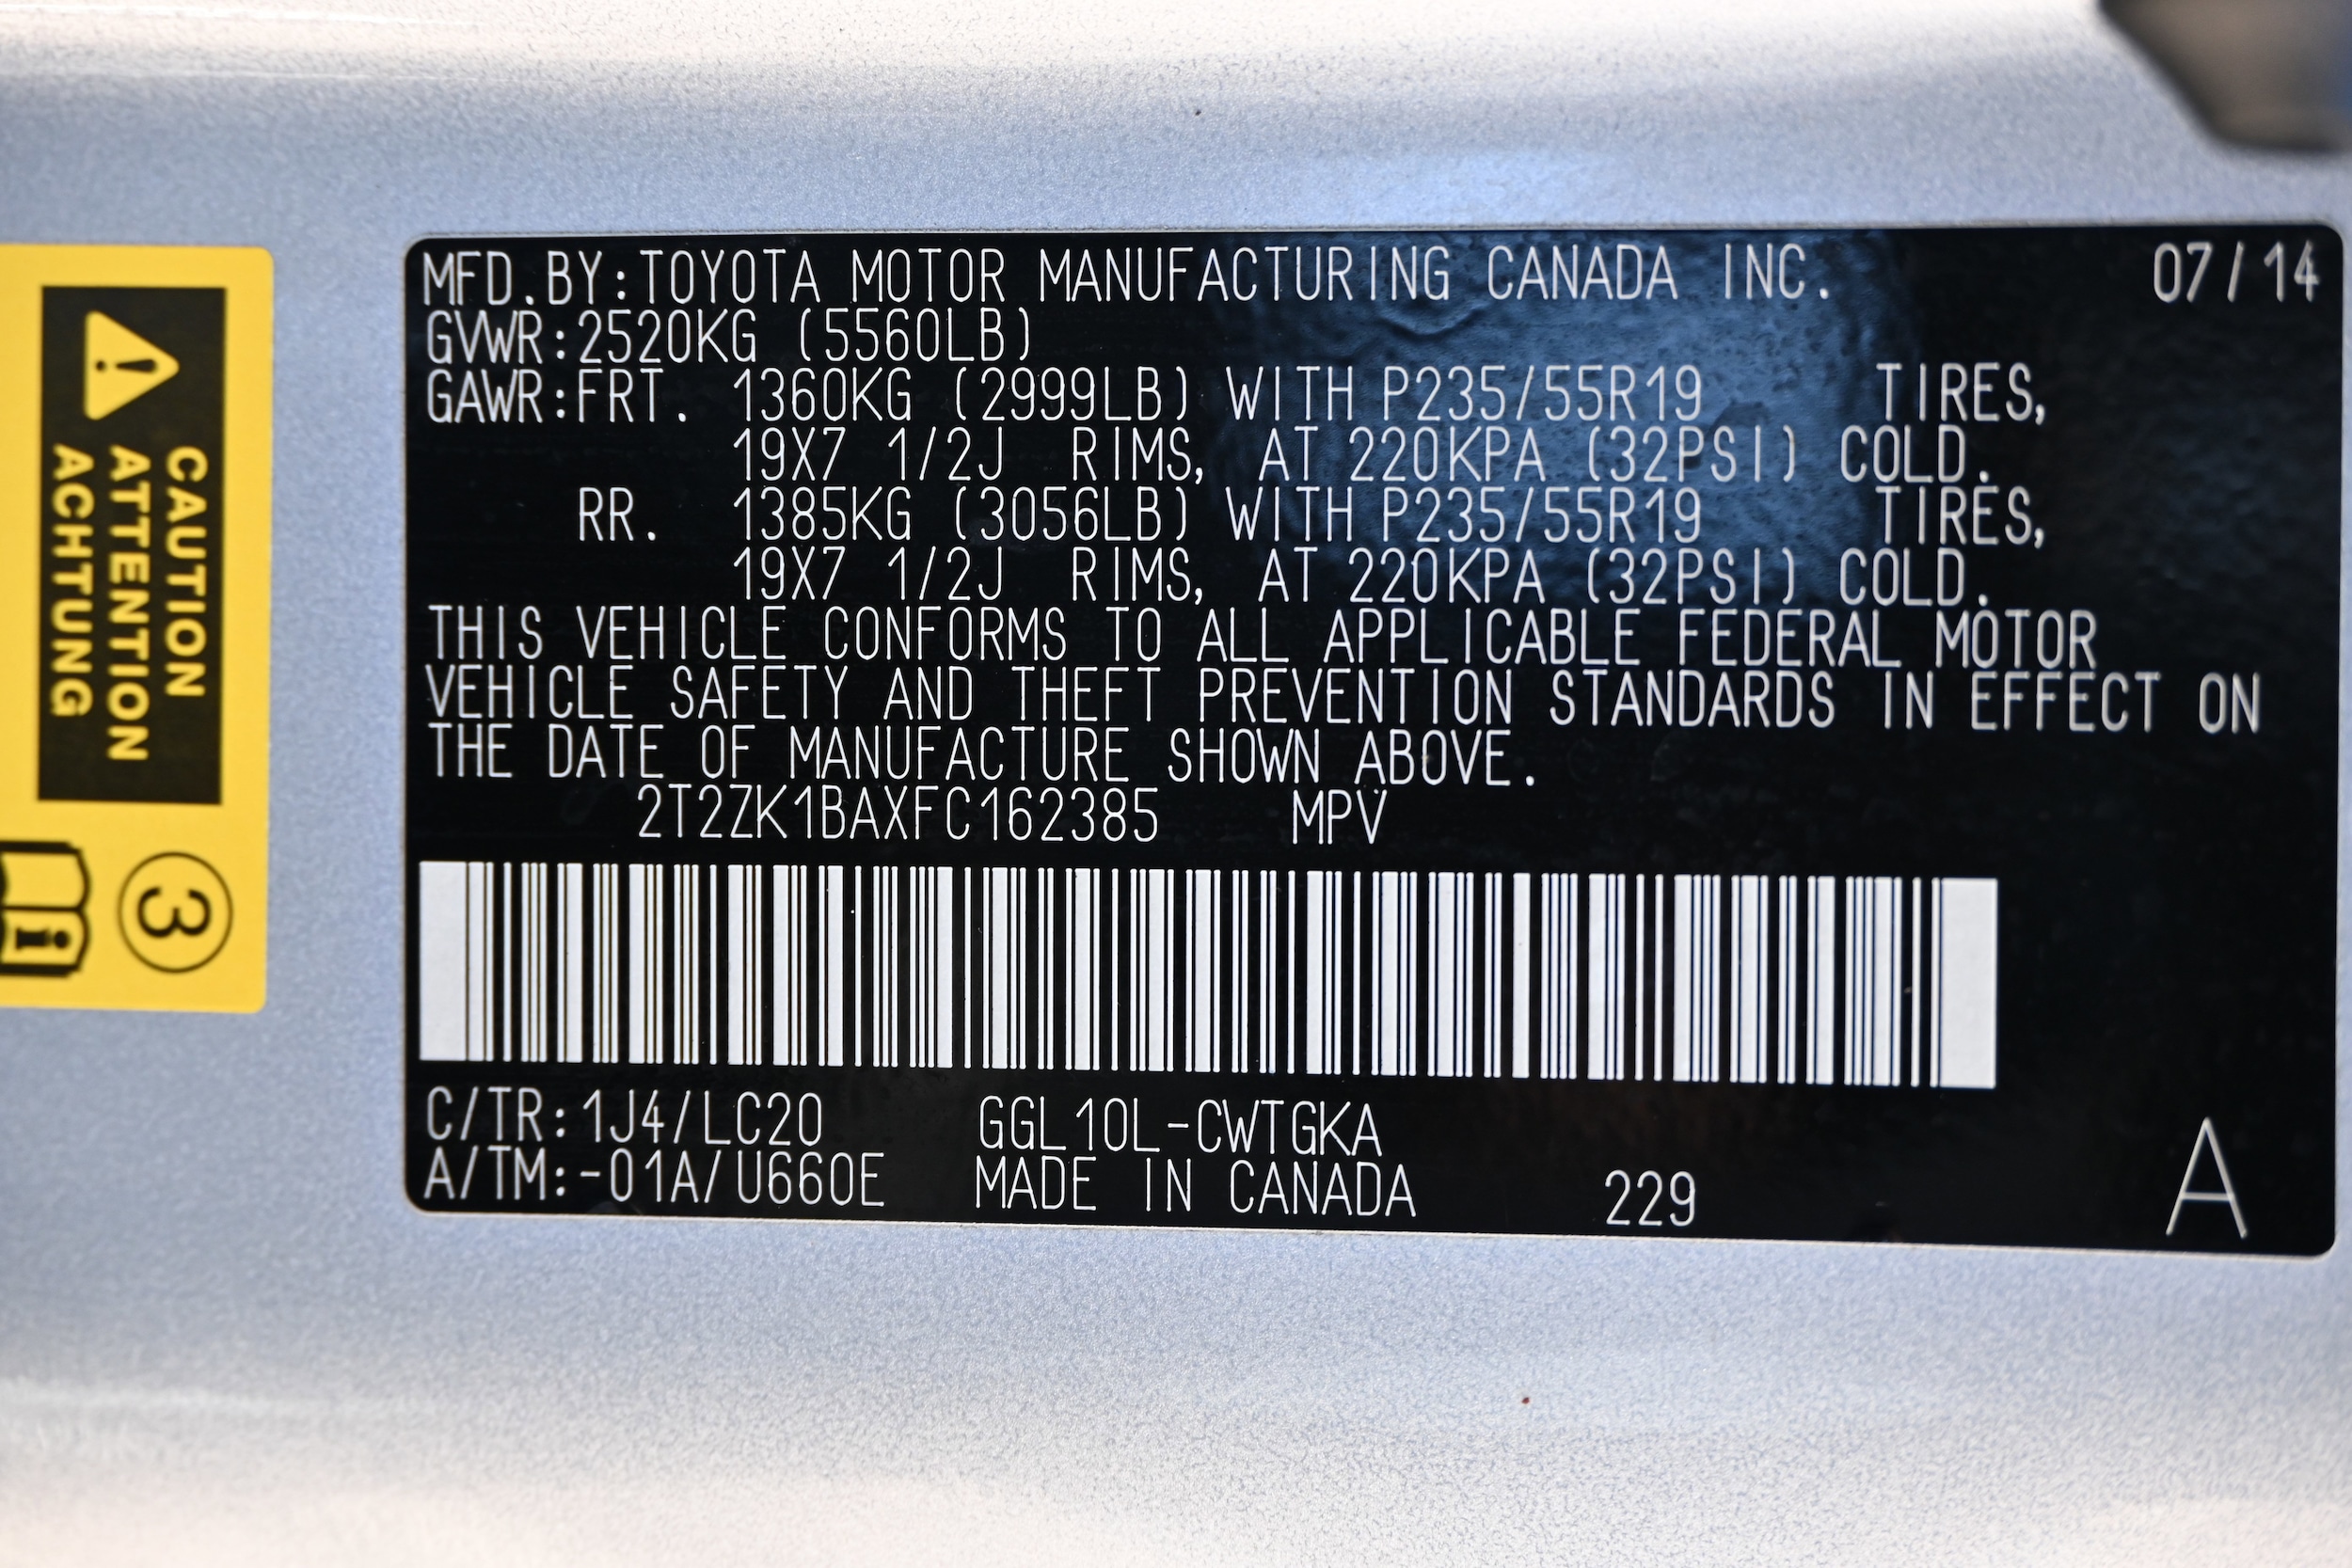 MFD.BY:TOYOTA MOTOR MANUFACTURING CANADA INC. 07/14
GVWR:2520KG (5560LB)
GAWR:FRT. 1360KG (2999LB) WITH P235/55R19 TIRES,
19X7 1/2J RIMS, AT 220KPA (32PSI) COLD.
RR. 1385KG (3056LB) WITH P235/55R19 TIRES,
19X7 1/2J RIMS, AT 220KPA (32PSI) COLD.
THIS VEHICLE CONFORMS TO ALL APPLICABLE FEDERAL MOTOR
VEHICLE SAFETY AND THEFT PREVENTION STANDARDS IN EFFECT ON
THE DATE OF MANUFACTURE SHOWN ABOVE.
2T2ZK1BAXFC162385 MPV
C/TR:1J4/LC20 GGL10L-CWTGKA
A/TM:-01A/U660E MADE IN CANADA 229 A
CAUTION
ATTENTION
ACHTUNG
3
i